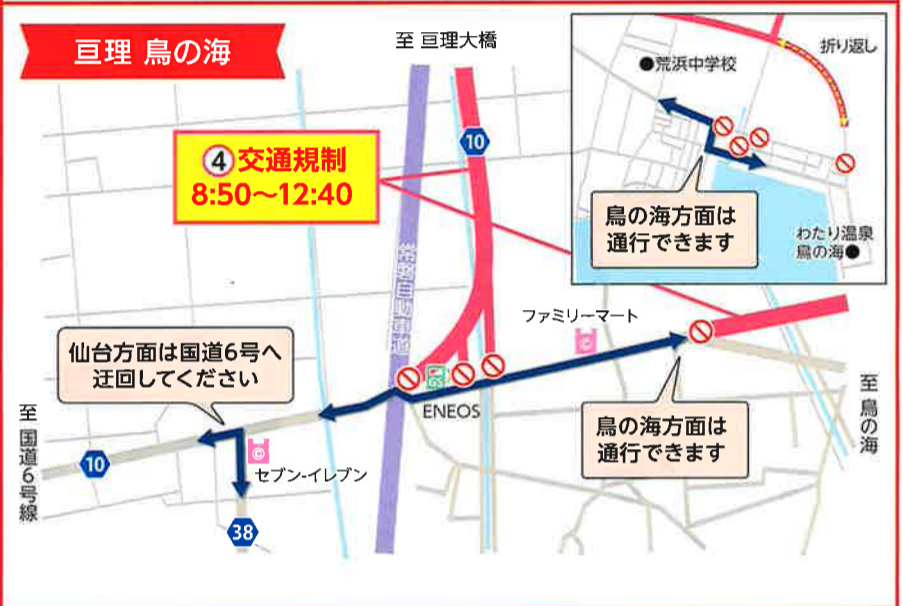 亘理 鳥の海
至 亘理大橋
10
④交通規制
8:50～12:40
折り返し
荒浜中学校
鳥の海方面は
通行できます
わたり温泉
鳥の海
ファミリーマート
仙台方面は国道6号へ
迂回してください
ENEOS
鳥の海方面は
通行できます
至 鳥の海
至 国道6号線
10
セブン-イレブン
38